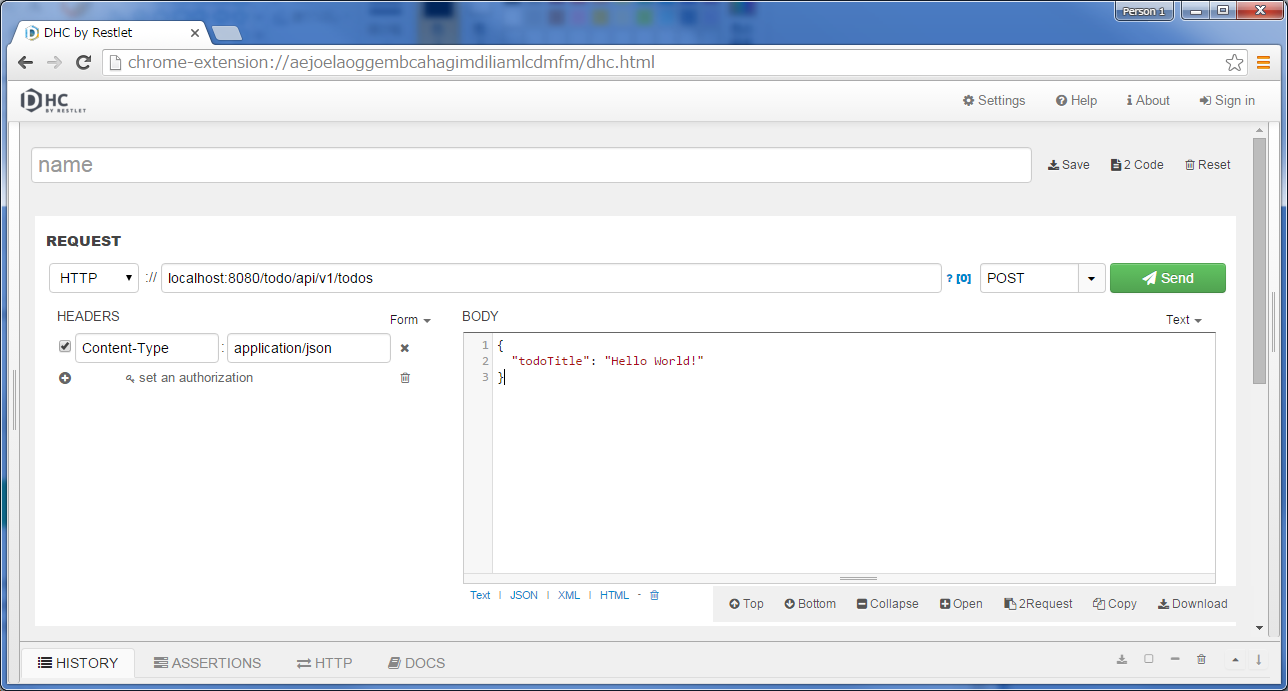 Person 1
DHC by Restlet
chrome-extension://aejoelaoggembcahagimdiliamlcdmfm/dhc.html
DHC BY RESTLET Settings Help About Sign in
name Save 2 Code Reset
REQUEST
HTTP :// localhost:8080/todo/api/v1/todos ? [0] POST Send
HEADERS Form BODY Text
Content-Type : application/json
set an authorization
1 {
2 "todoTitle": "Hello World!"
3 }
Text | JSON | XML | HTML -
Top Bottom Collapse Open 2Request Copy Download
HISTORY ASSERTIONS HTTP DOCS